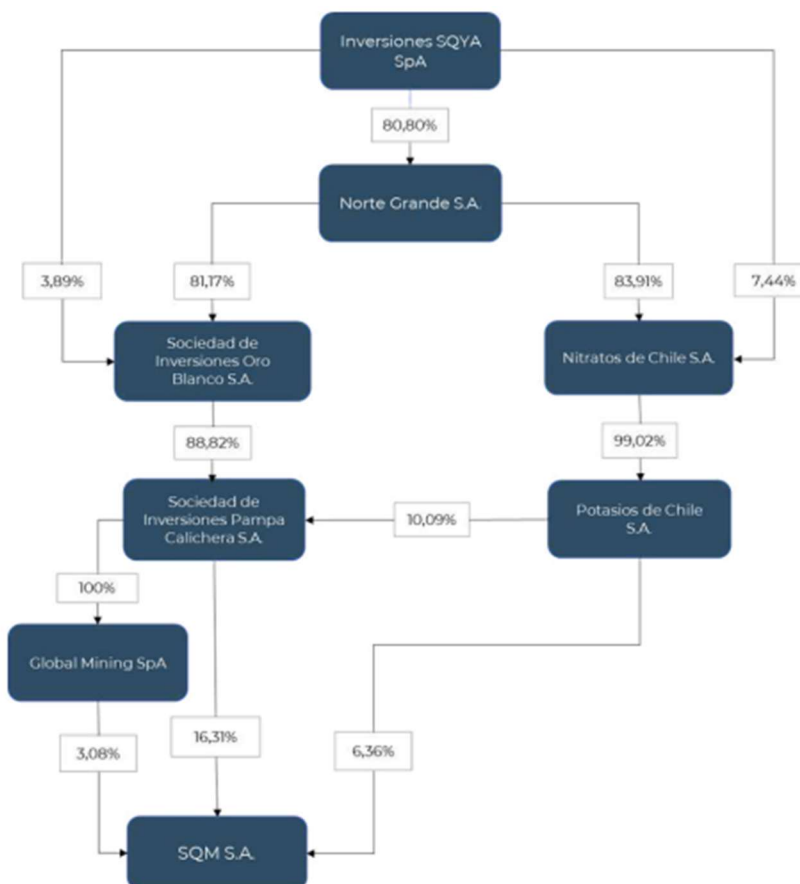 Inversiones SQYA
SpA
80,80%
Norte Grande S.A.
3,89%
81,17%
83,91%
7,44%
Sociedad de
Inversiones Oro
Blanco S.A.
Nitratos de Chile S.A.
88,82%
99,02%
Sociedad de
Inversiones Pampa
Calichera S.A.
10,09%
Potasios de Chile
S.A.
100%
Global Mining SpA
3,08%
16,31%
6,36%
SQM S.A.